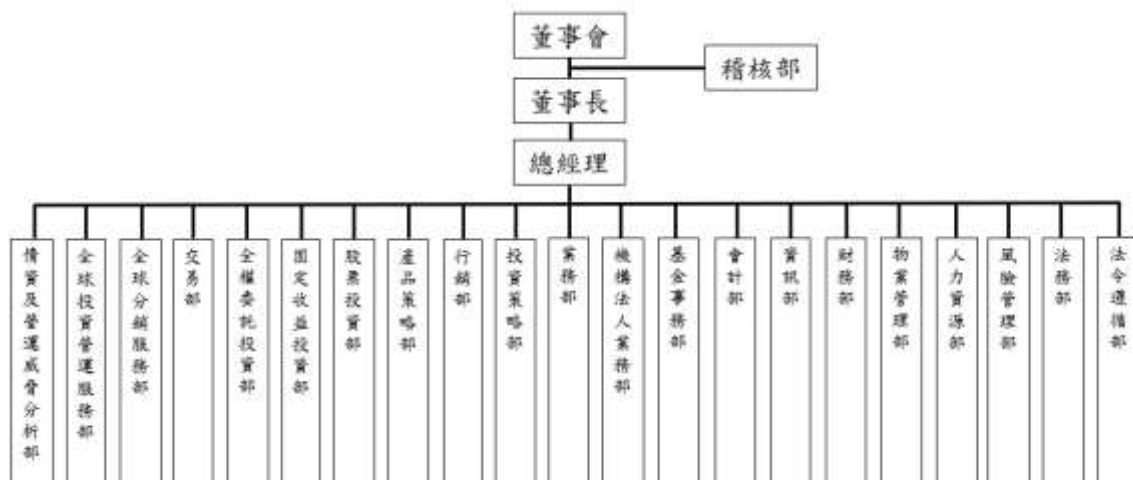 董事會
稽核部
董事長
總經理
情資及營運威脅分析部
全球投資營運服務部
全球分銷服務部
交易部
全權委託投資部
固定收益投資部
股票投資部
產品策略部
行銷部
投資策略部
業務部
機構法人業務部
基金事務部
會計部
資訊部
財務部
物業管理部
人力資源部
風險管理部
法務部
法令遵循部